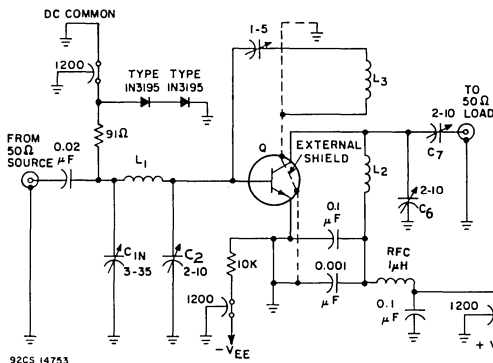 DC COMMON
1200
TYPE TYPE
IN3195 IN3195
1-5
L3
TO
50Ω
LOAD
FROM
50Ω
SOURCE
0.02
μF
91Ω
L1
Q
EXTERNAL
SHIELD
2-10
C7
L2
2-10
C6
CIN
3-35
C2
2-10
10K
0.1
μF
0.001
μF
RFC
1μH
1200
-VEE
0.1
μF
1200
+ V
92CS 14753